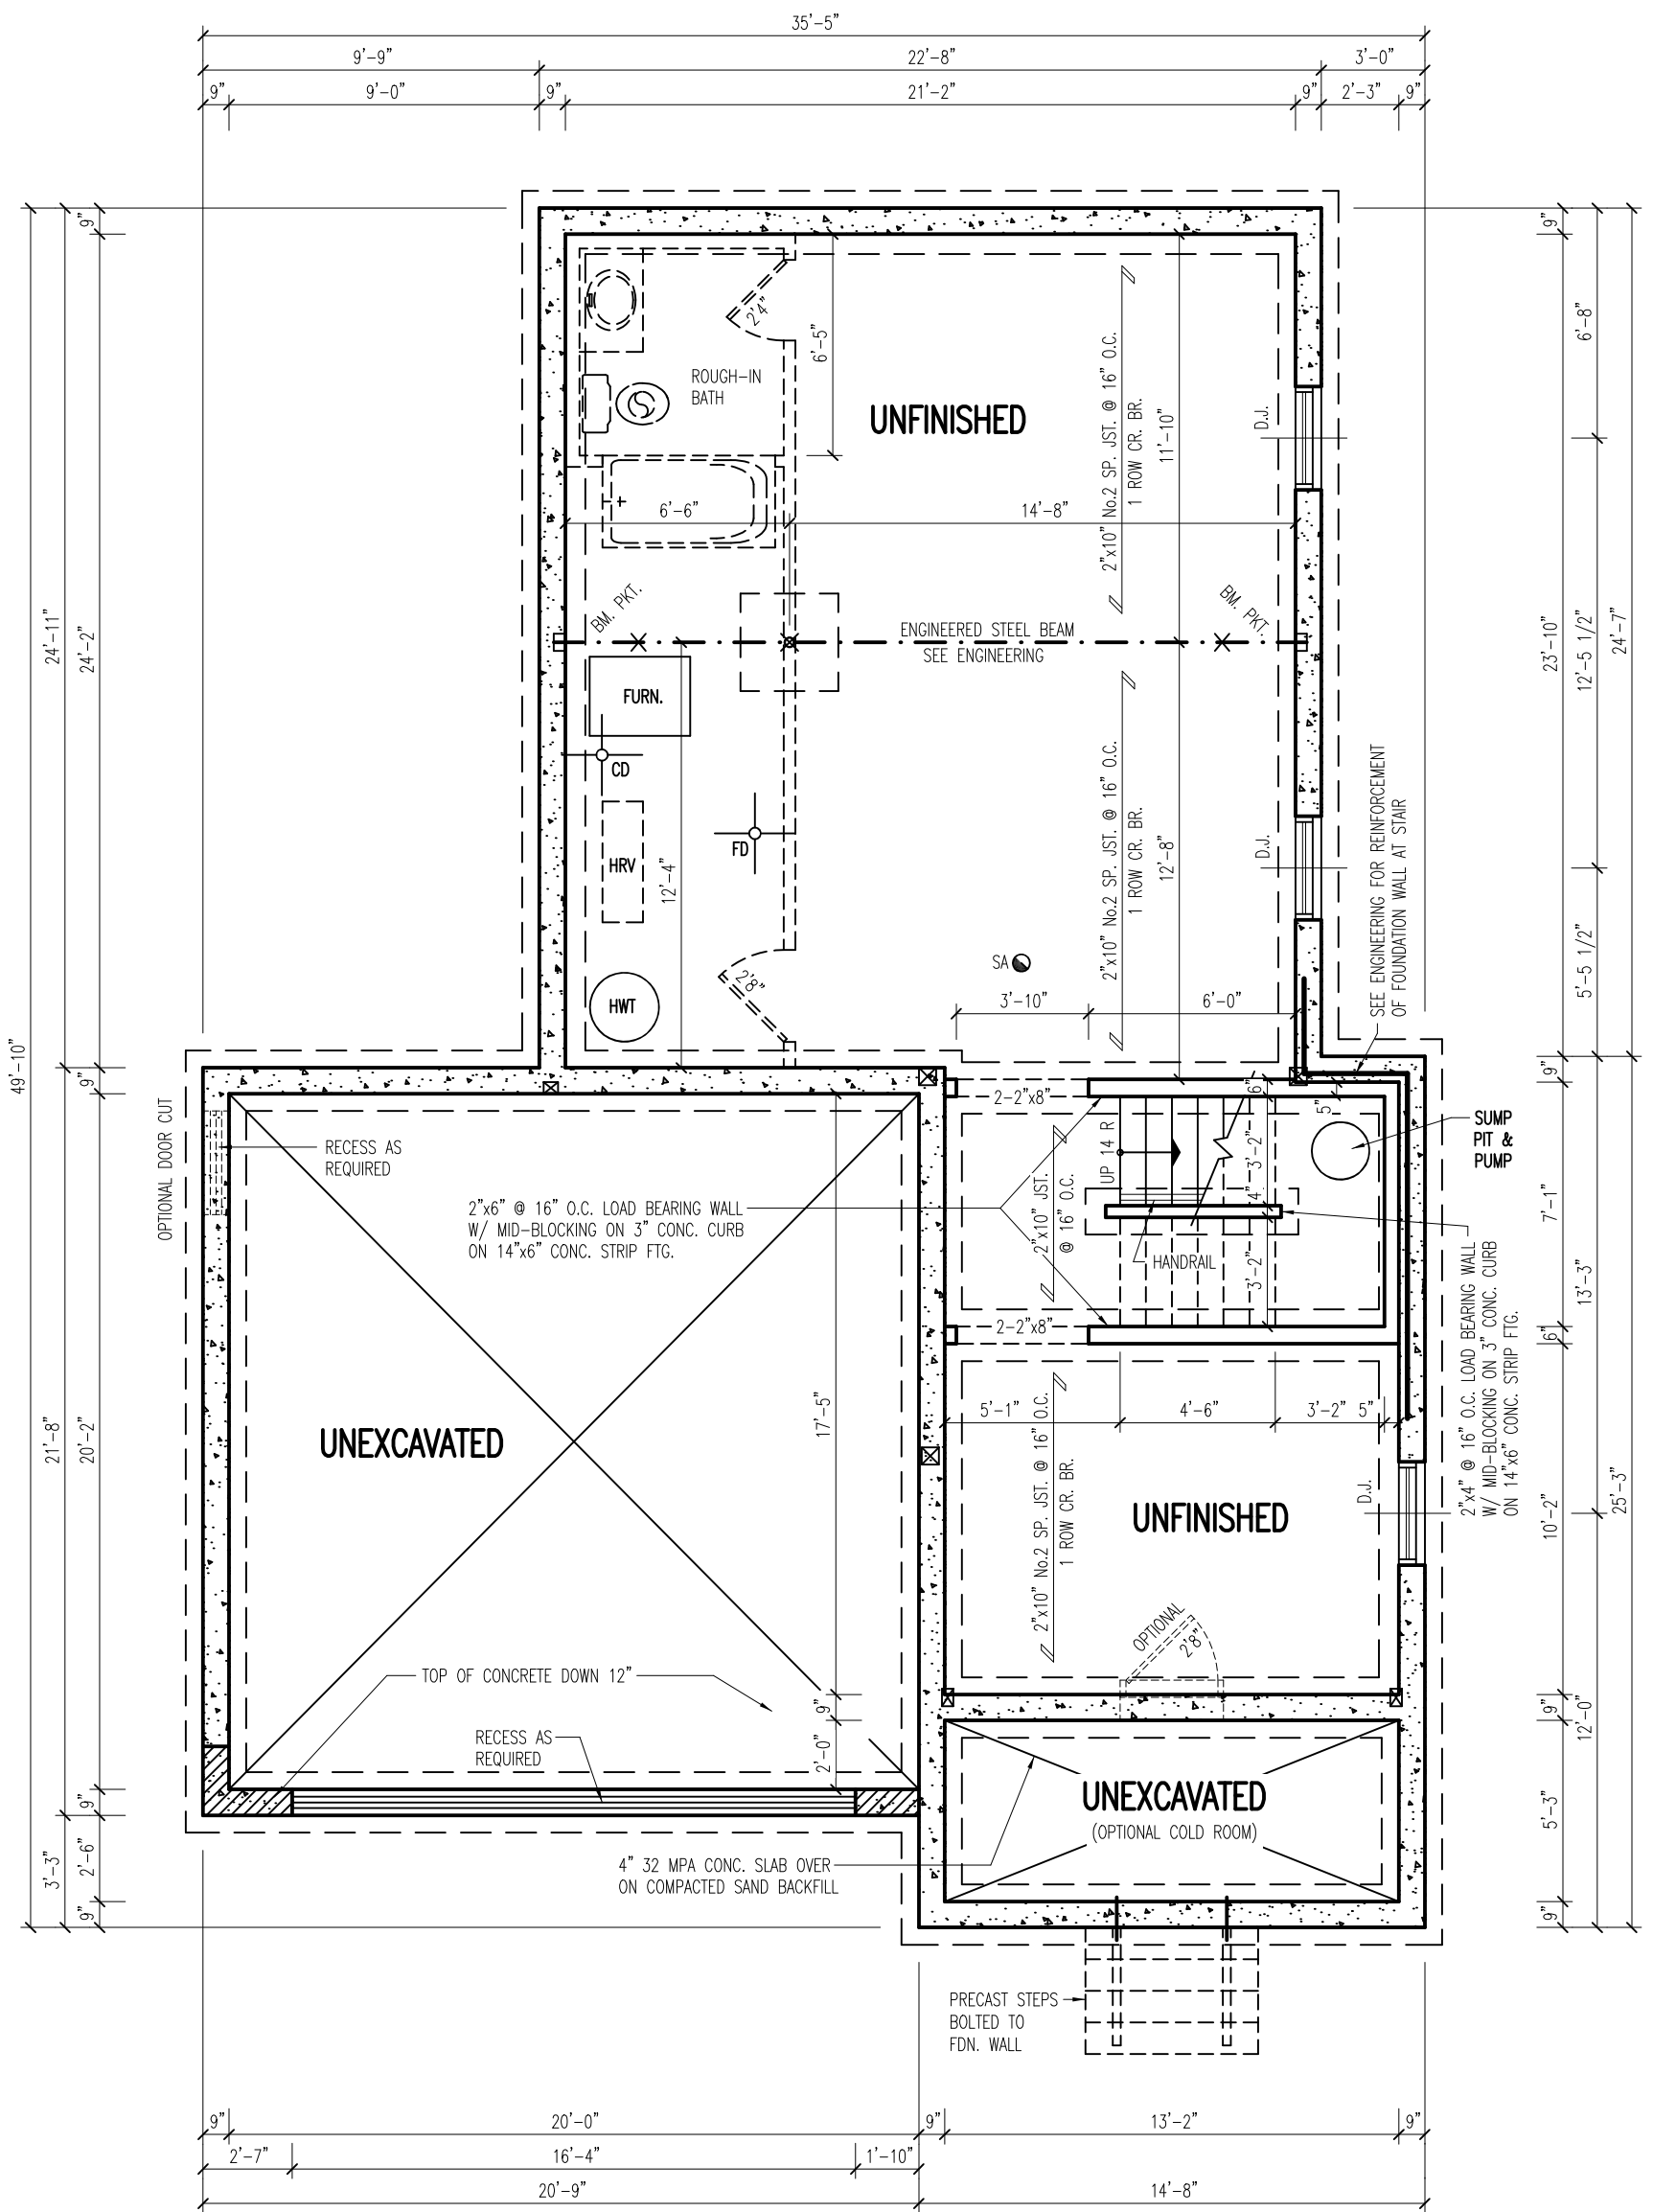 35'-5"
9'-9" 22'-8" 3'-0"
9" 9'-0" 9" 21'-2" 9" 2'-3" 9"
49'-10"
24'-11"
21'-8"
3'-3"
9"
24'-2"
9"
20'-2"
9"
2'-6"
9"
2'4"
6'-5"
ROUGH-IN
BATH
UNFINISHED
2"x10" No.2 SP. JST. @ 16" O.C.
1 ROW CR. BR.
11'-10"
D.J.
6'-6" 14'-8"
BM. PKT.
BM. PKT.
ENGINEERED STEEL BEAM
SEE ENGINEERING
FURN.
CD
HRV
FD
12'-4"
HWT
2'8"
2"x10" No.2 SP. JST. @ 16" O.C.
1 ROW CR. BR.
12'-8"
D.J.
SA
3'-10" 6'-0"
SEE ENGINEERING FOR REINFORCEMENT
OF FOUNDATION WALL AT STAIR
9"
23'-10"
9"
7'-1"
6"
10'-2"
9"
5'-3"
9"
6'-8"
12'-5 1/2"
5'-5 1/2"
13'-3"
12'-0"
24'-7"
25'-3"
OPTIONAL DOOR CUT
RECESS AS
REQUIRED
2"x6" @ 16" O.C. LOAD BEARING WALL
W/ MID-BLOCKING ON 3" CONC. CURB
ON 14"x6" CONC. STRIP FTG.
2-2"x8"
UP 14 R
6"
5"
3'-2"
4"
3'-2"
SUMP
PIT &
PUMP
2"x10" JST.
@ 16" O.C.
HANDRAIL
2-2"x8"
2"x4" @ 16" O.C. LOAD BEARING WALL
W/ MID-BLOCKING ON 3" CONC. CURB
ON 14"x6" CONC. STRIP FTG.
5'-1" 4'-6" 3'-2" 5"
17'-5"
UNEXCAVATED
2"x10" No.2 SP. JST. @ 16" O.C.
1 ROW CR. BR.
UNFINISHED
D.J.
OPTIONAL
2'8"
TOP OF CONCRETE DOWN 12"
9"
2'-0"
RECESS AS
REQUIRED
UNEXCAVATED
(OPTIONAL COLD ROOM)
4" 32 MPA CONC. SLAB OVER
ON COMPACTED SAND BACKFILL
PRECAST STEPS
BOLTED TO
FDN. WALL
9" 20'-0" 9" 13'-2" 9"
2'-7" 16'-4" 1'-10"
20'-9" 14'-8"